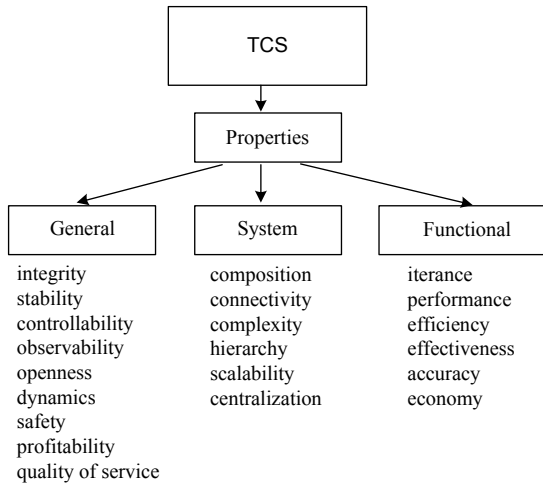 TCS
Properties
General
integrity
stability
controllability
observability
openness
dynamics
safety
profitability
quality of service
System
composition
connectivity
complexity
hierarchy
scalability
centralization
Functional
iterance
performance
efficiency
effectiveness
accuracy
economy